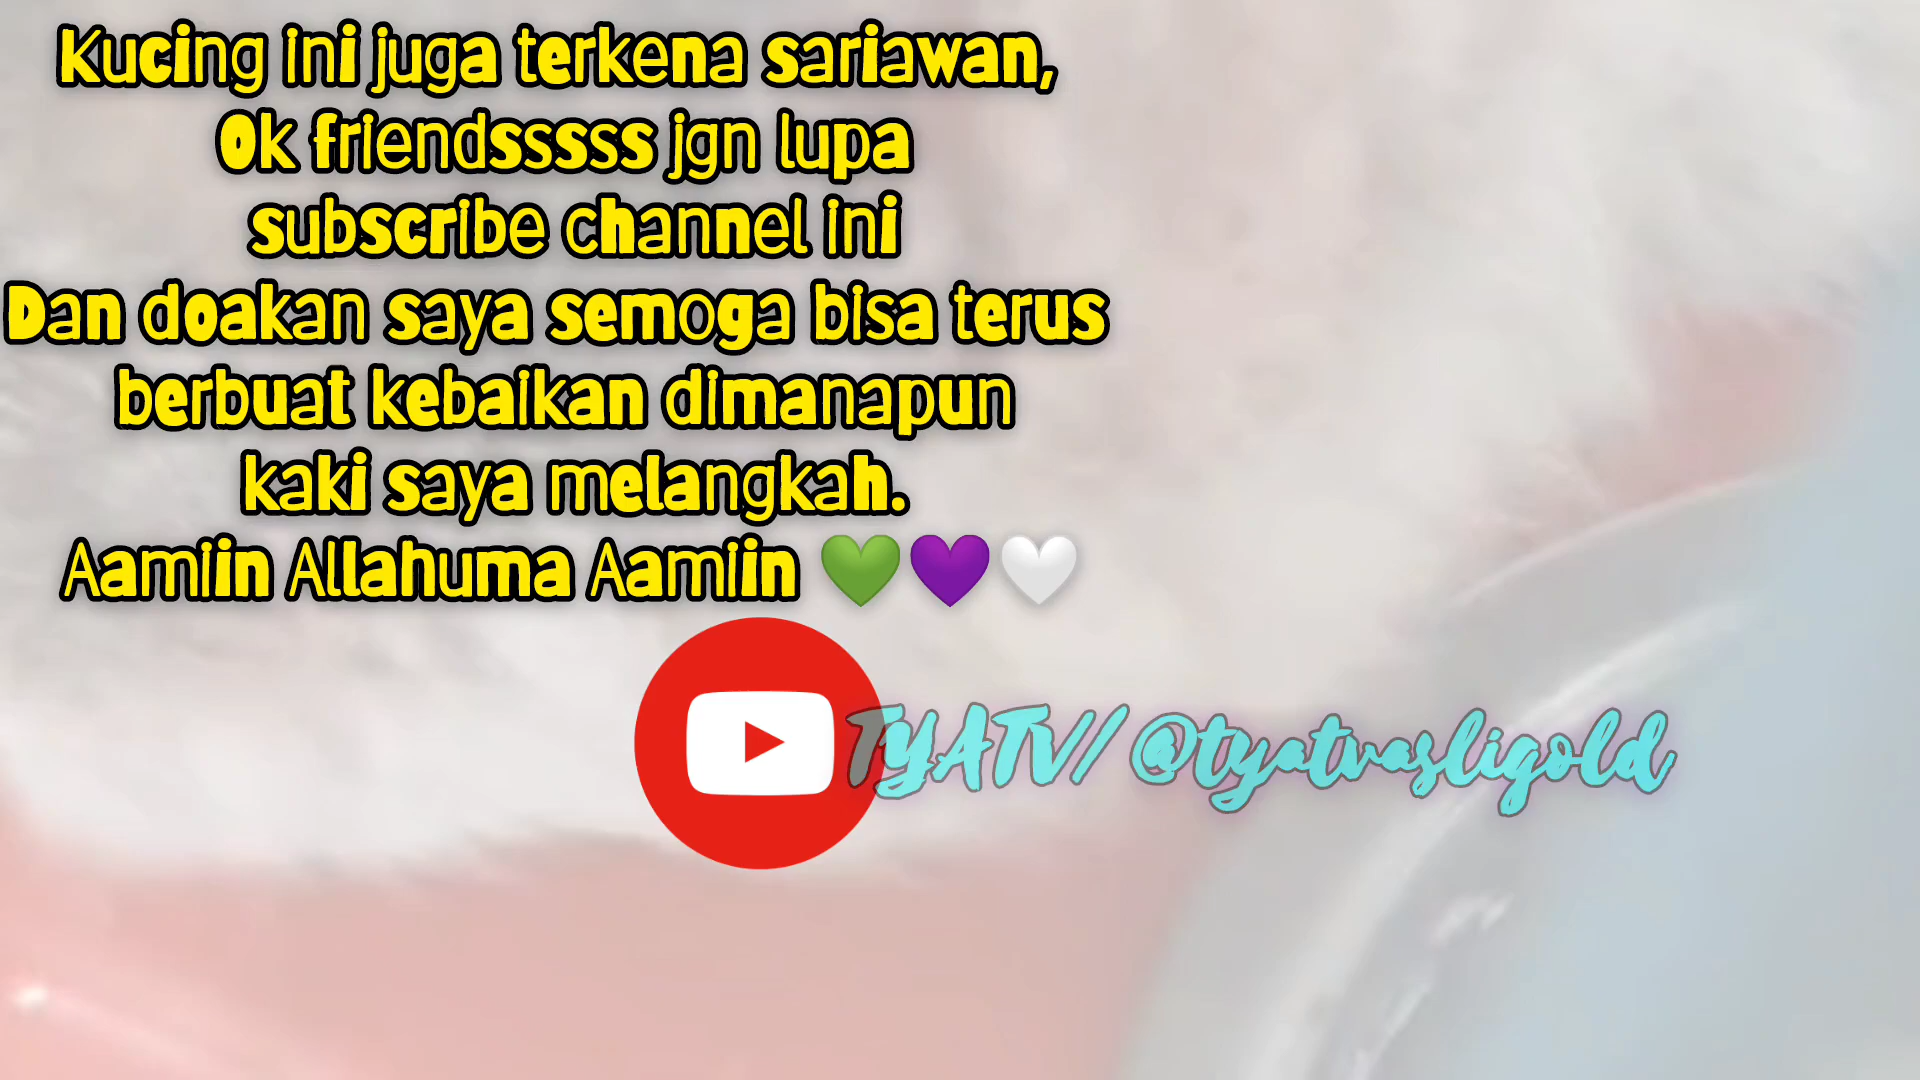 Kucing ini juga terkena sariawan,
Ok friendsssss jgn lupa
subscribe channel ini
Dan doakan saya semoga bisa terus
berbuat kebaikan dimanapun
kaki saya melangkah.
Aamiin Allahuma Aamiin 💚💜🤍
TYATV// @tyatvasligold